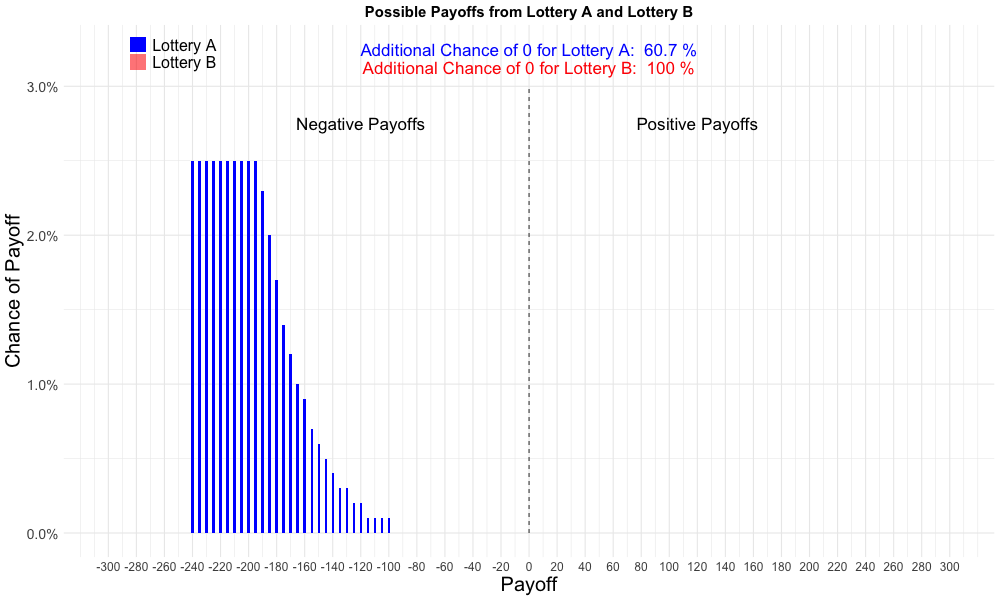 Possible Payoffs from Lottery A and Lottery B
Lottery A
Lottery B
Additional Chance of 0 for Lottery A:  60.7 %
Additional Chance of 0 for Lottery B:  100 %
Negative Payoffs
Positive Payoffs
Chance of Payoff
3.0%
2.0%
1.0%
0.0%
-300 -280 -260 -240 -220 -200 -180 -160 -140 -120 -100 -80 -60 -40 -20 0 20 40 60 80 100 120 140 160 180 200 220 240 260 280 300
Payoff